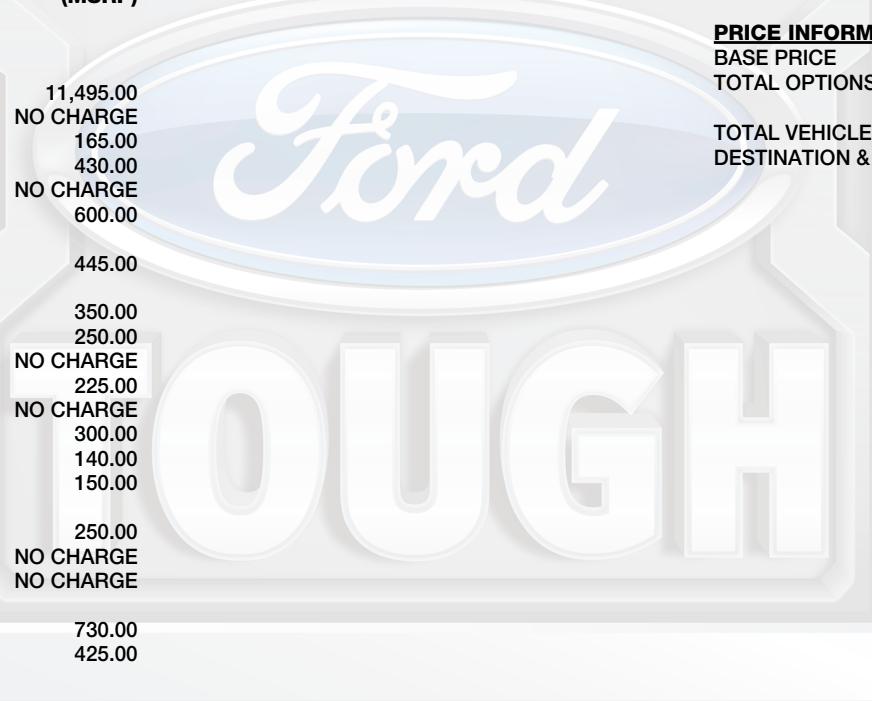 (MSRP)
11,495.00
NO CHARGE
165.00
430.00
NO CHARGE
600.00
445.00
350.00
250.00
NO CHARGE
225.00
NO CHARGE
300.00
140.00
150.00
250.00
NO CHARGE
NO CHARGE
730.00
425.00
PRICE INFORM
BASE PRICE
TOTAL OPTIONS
TOTAL VEHICLE
DESTINATION &
Ford
TOUGH